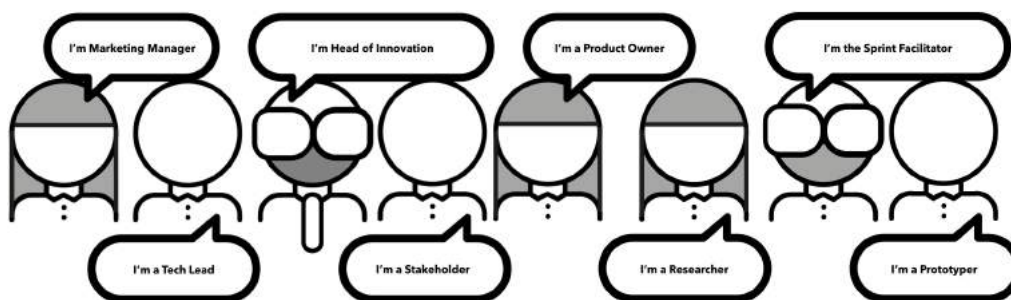 I'm Marketing Manager
I'm Head of Innovation
I'm a Product Owner
I'm the Sprint Facilitator
I'm a Tech Lead
I'm a Stakeholder
I'm a Researcher
I'm a Prototyper